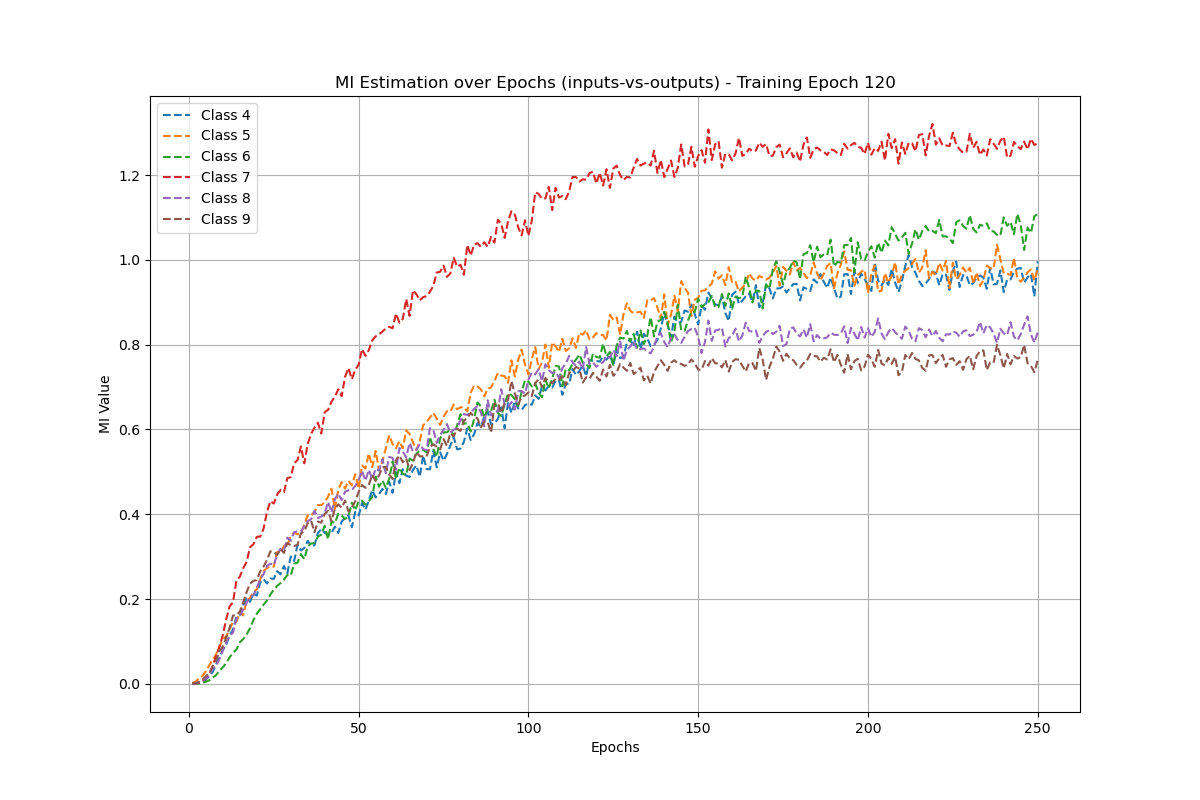 MI Estimation over Epochs (inputs-vs-outputs) - Training Epoch 120
Class 4
Class 5
Class 6
Class 7
Class 8
Class 9
MI Value
1.2
1.0
0.8
0.6
0.4
0.2
0.0
0 50 100 150 200 250
Epochs